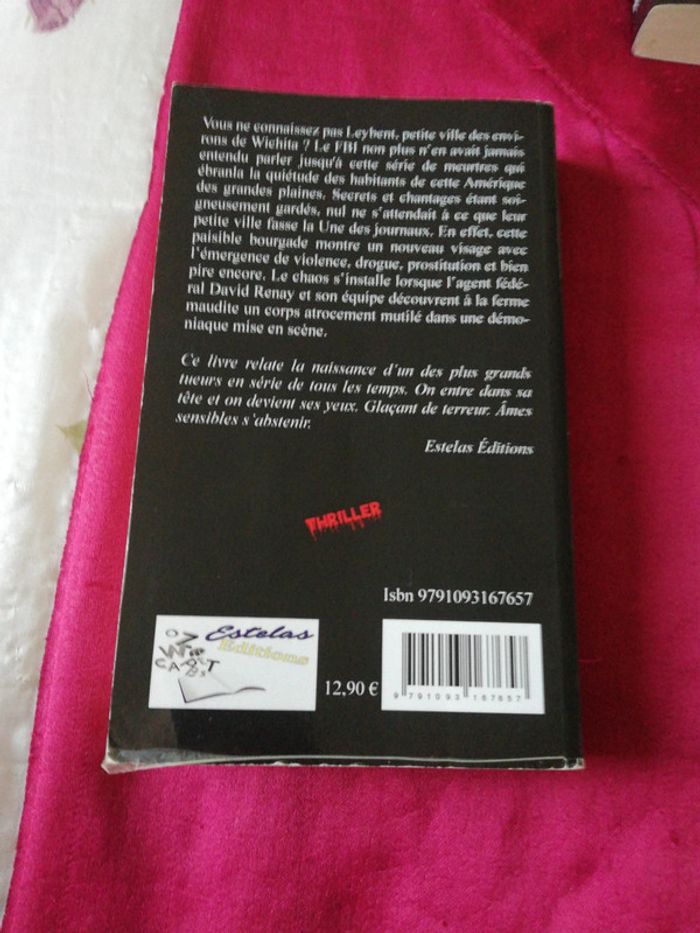 Vous ne connaissez pas Leybent, petite ville des envi-
rons de Wichita ? Le FBI non plus n'en avait jamais
entendu parler jusqu'à cette série de meurtres qui
ébranla la quiétude des habitants de cette Amérique
des grandes plaines. Secrets et chantages étant soi-
gneusement gardés, nul ne s'attendait à ce que leur
petite ville fasse la Une des journaux. En effet, cette
paisible bourgade montre un nouveau visage avec
l'émergence de violence, drogue, prostitution et bien
pire encore. Le chaos s'installe lorsque l'agent fédé-
ral David Renay et son équipe découvrent à la ferme
maudite un corps atrocement mutilé dans une démo-
niaque mise en scène.
Ce livre relate la naissance d'un des plus grands
tueurs en série de tous les temps. On entre dans sa
tête et on devient ses yeux. Glaçant de terreur. Âmes
sensibles s'abstenir.
Estelas Éditions
THRILLER
Isbn 9791093167657
Estelas
Editions
12,90 €
9 791093 167657